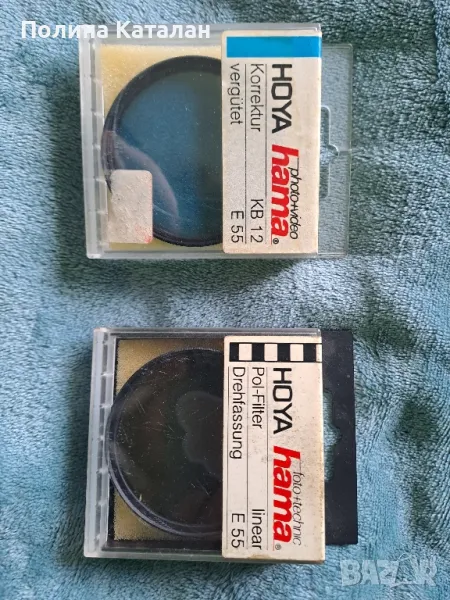 Полина Каталан
HOYA
hama®
photo+video
Korrektur KB 12
vergütet E 55
HOYA
hama®
foto+technic
Pol-Filter linear
Drehfassung E 55
BAZAR